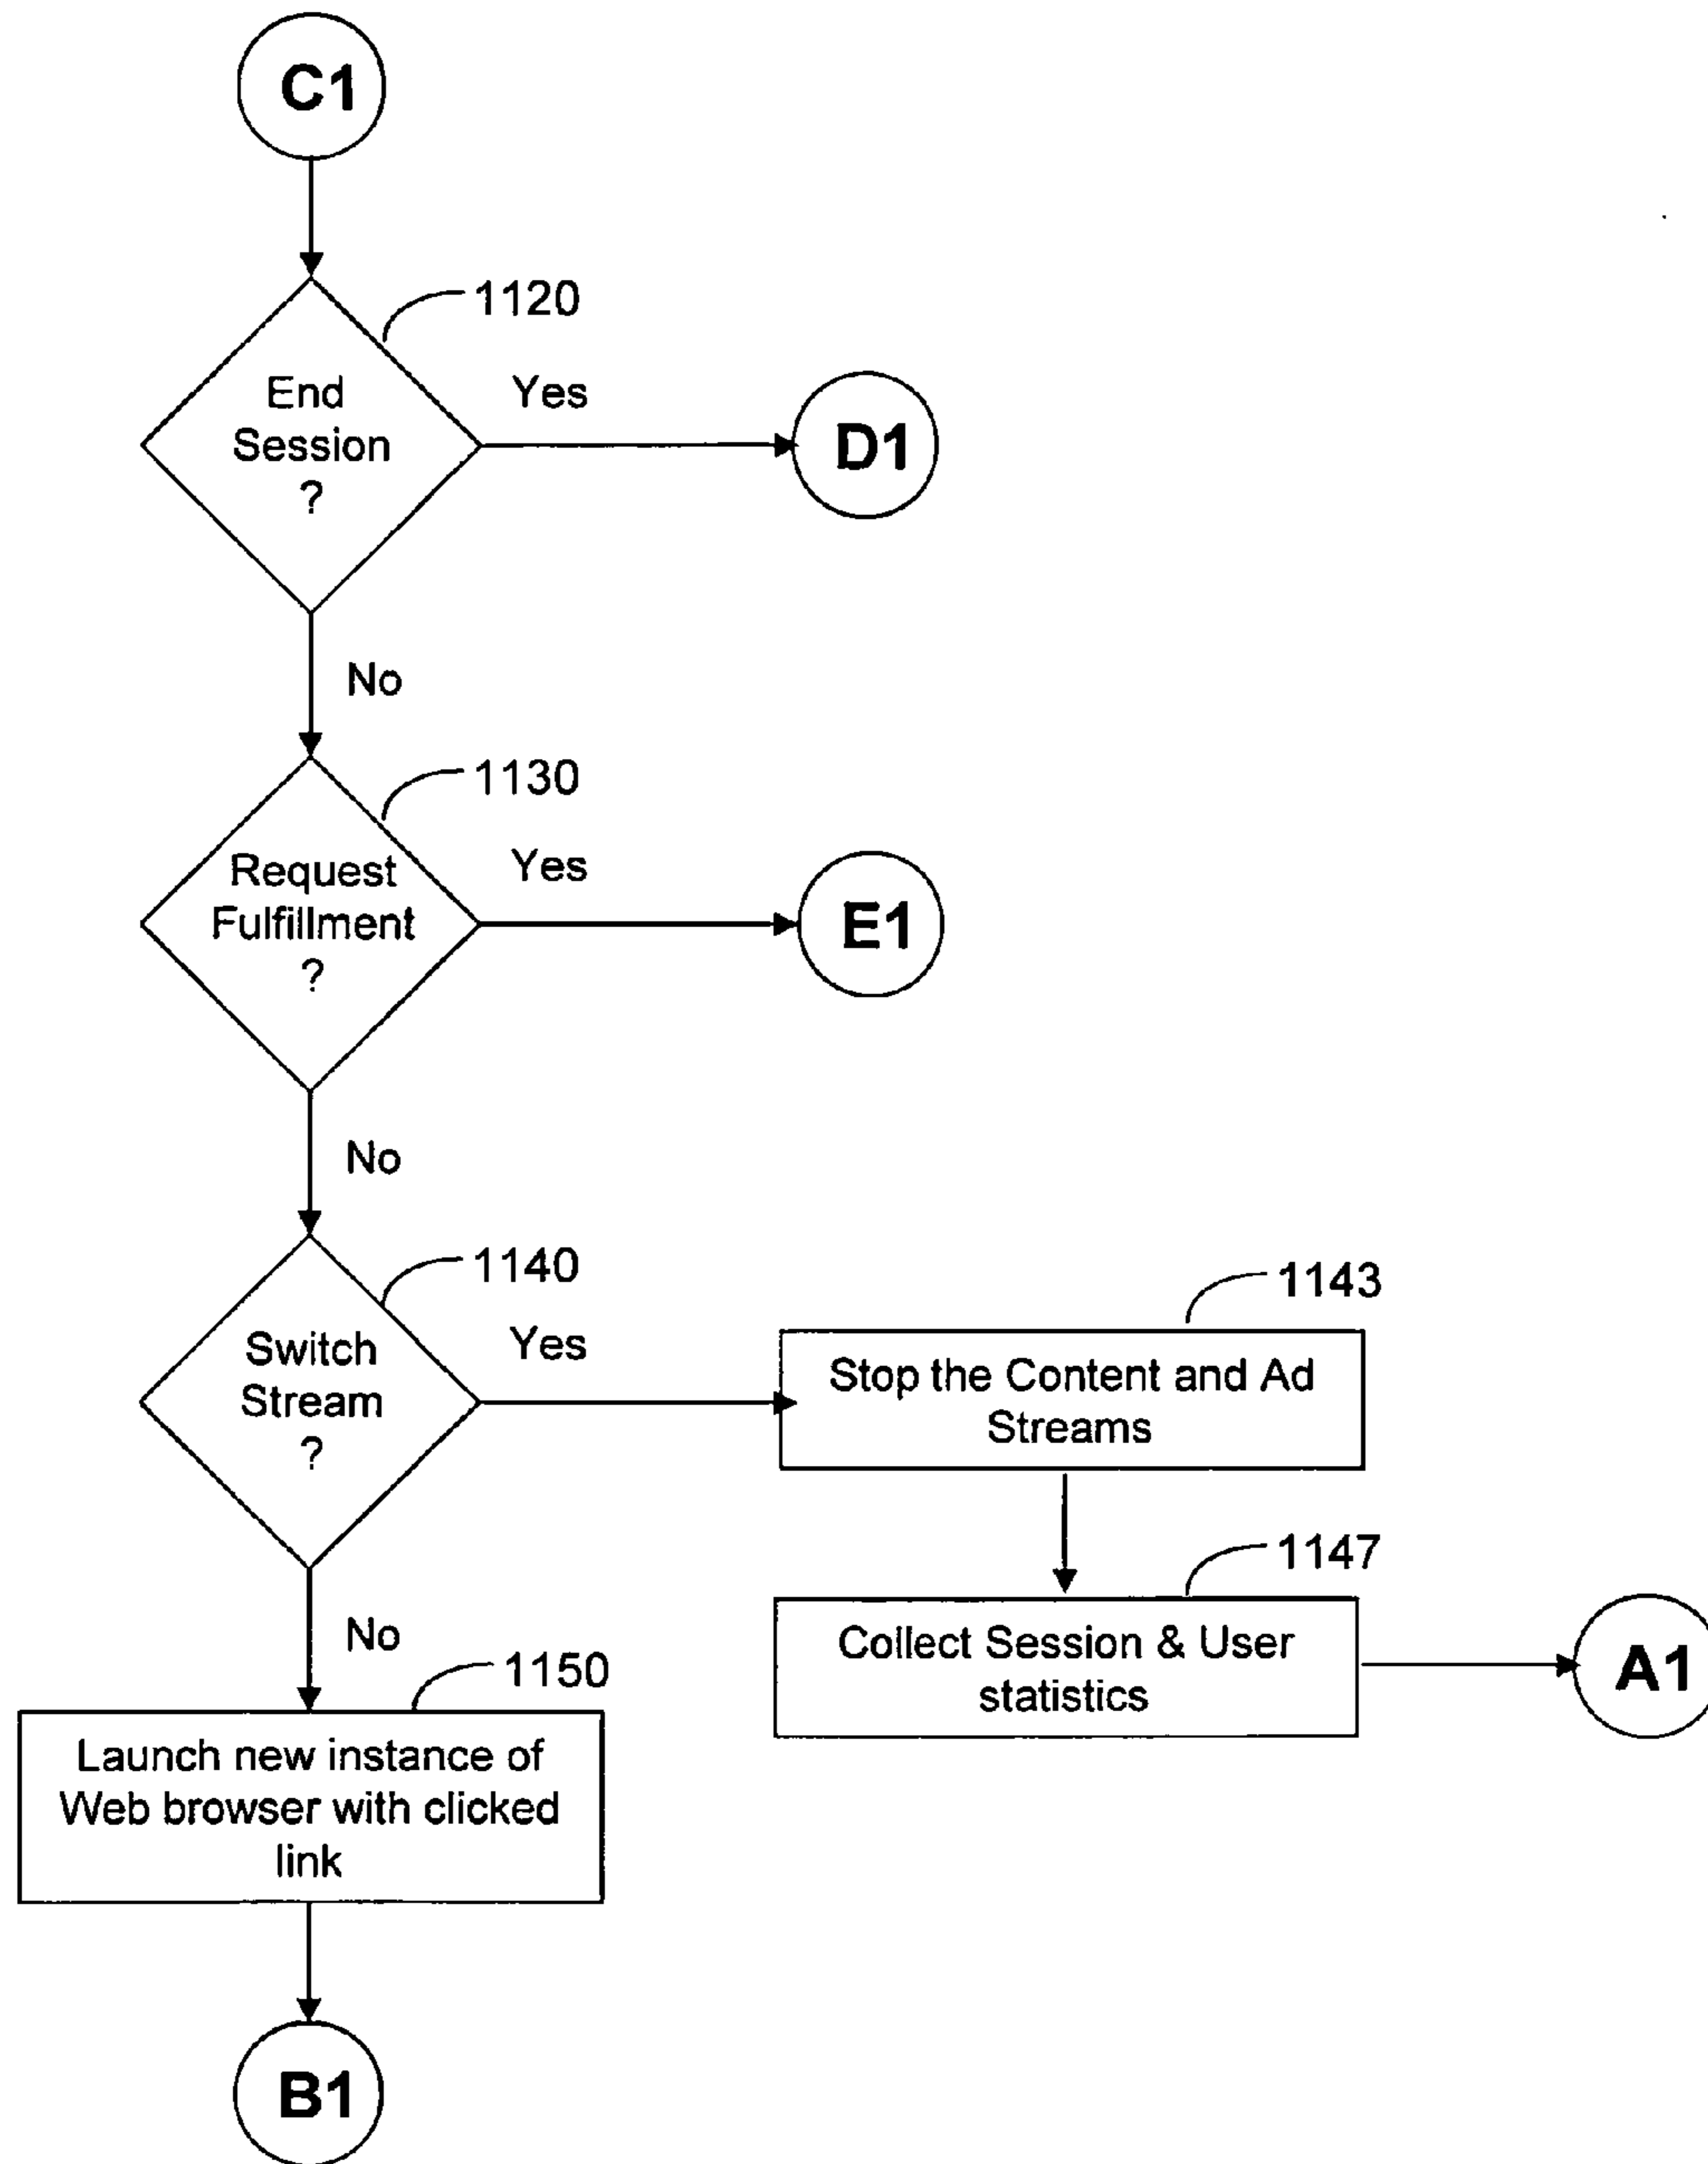 C1
1120
End
Session
?
Yes
D1
No
1130
Request
Fulfillment
?
Yes
E1
No
1140
Switch
Stream
?
Yes
1143
Stop the Content and Ad
Streams
1147
Collect Session & User
statistics
A1
No
1150
Launch new instance of
Web browser with clicked
link
B1